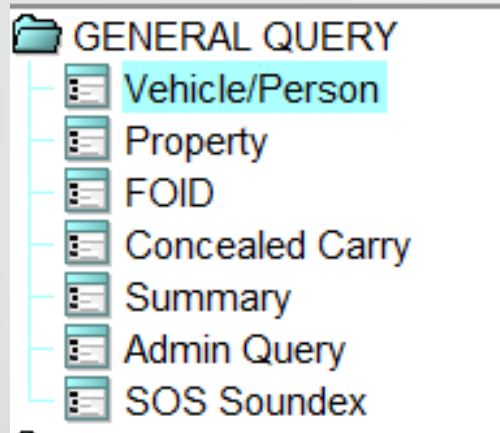 GENERAL QUERY
Vehicle/Person
Property
FOID
Concealed Carry
Summary
Admin Query
SOS Soundex